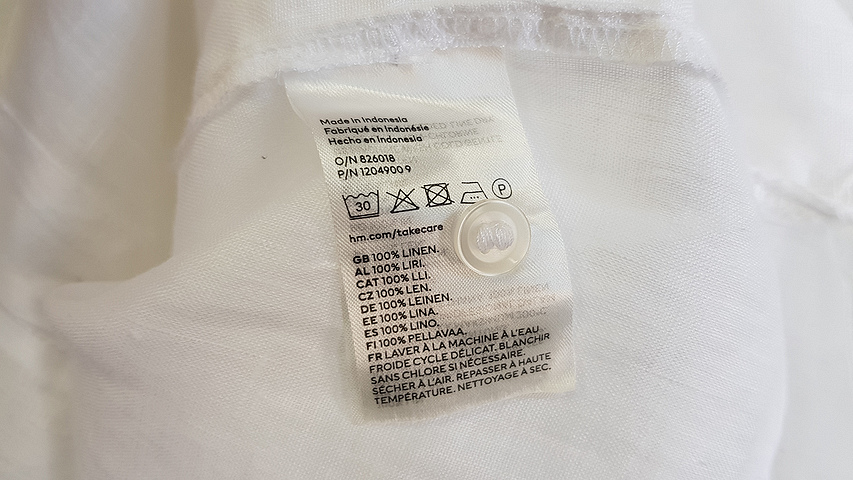 Made in Indonesia
Fabriqué en Indonésie
Hecho en Indonesia
O/N 826018
P/N 1204900 9
30
P
hm.com/takecare
GB 100% LINEN.
AL 100% LIRI.
CAT 100% LLI.
CZ 100% LEN.
DE 100% LEINEN.
EE 100% LINA.
ES 100% LINO.
FI 100% PELLAVAA.
FR LAVER À LA MACHINE À L'EAU
FROIDE CYCLE DÉLICAT. BLANCHIR
SANS CHLORE SI NÉCESSAIRE.
SÉCHER À L'AIR. REPASSER À HAUTE
TEMPÉRATURE. NETTOYAGE À SEC.